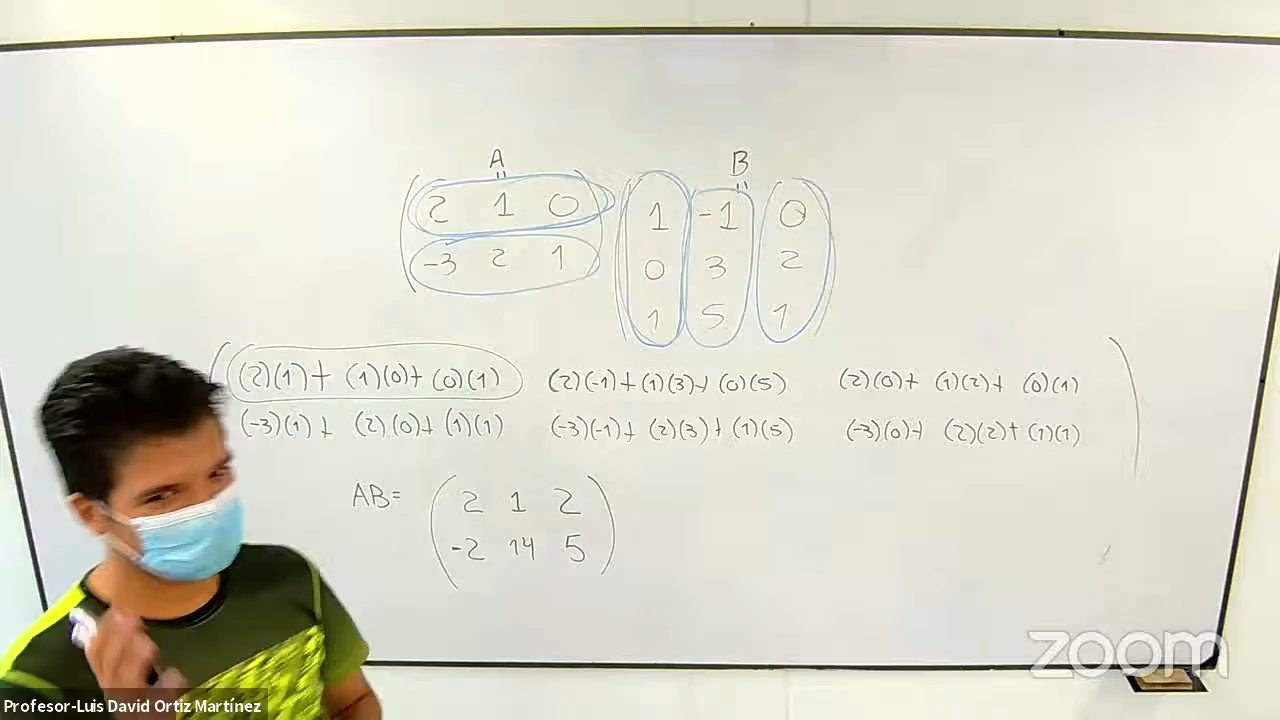 A B
2 1 0 1 -1 0
-3 2 1 0 3 2
1 5 1
(2)(1)+ (1)(0)+(0)(1) (2)(-1)+(1)(3)+(0)(5) (2)(0)+ (1)(2)+ (0)(1)
(-3)(1)+ (2)(0)+(1)(1) (-3)(-1)+(2)(3)+(1)(5) (-3)(0)+ (2)(2)+(1)(1)
AB= 2 1 2
-2 14 5
zoom
Profesor-Luis David Ortiz Martínez